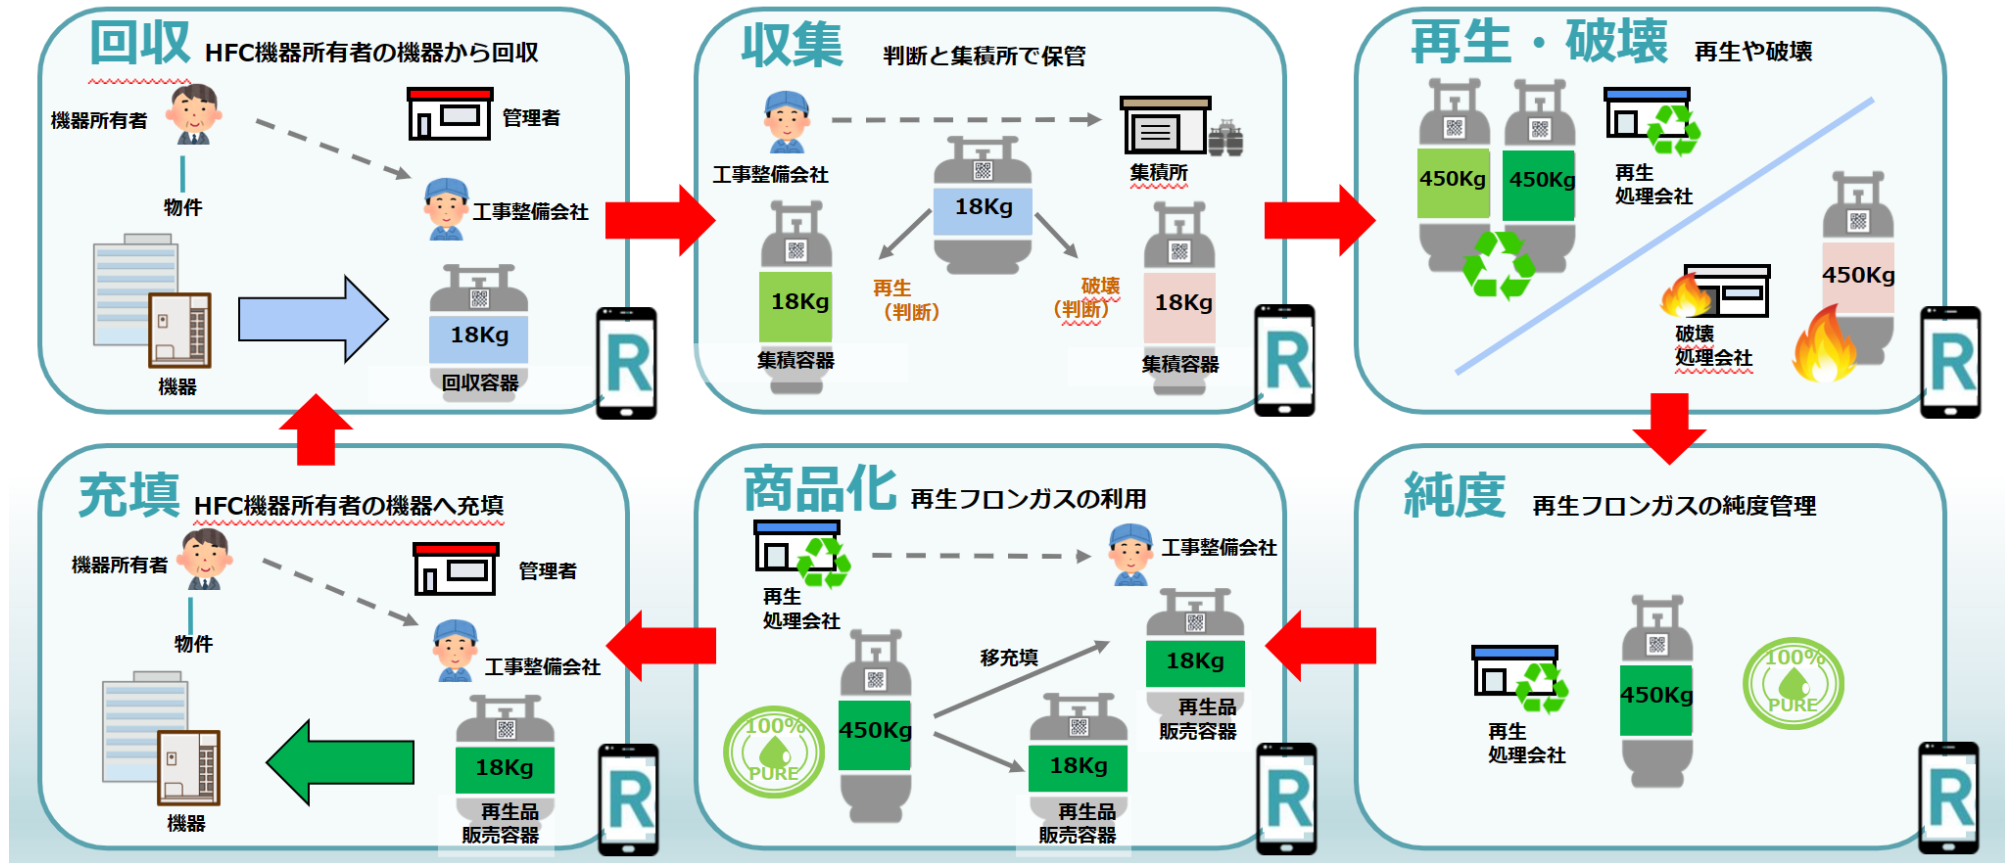 回収 HFC機器所有者の機器から回収
機器所有者
管理者
物件
工事整備会社
18Kg
回収容器
機器
R
収集 判断と集積所で保管
工事整備会社
集積所
18Kg
再生
（判断）
破壊
（判断）
18Kg
集積容器
18Kg
集積容器
R
再生・破壊 再生や破壊
450Kg
450Kg
再生
処理会社
450Kg
破壊
処理会社
R
純度 再生フロンガスの純度管理
再生
処理会社
450Kg
100%
PURE
R
商品化 再生フロンガスの利用
工事整備会社
再生
処理会社
移充填
18Kg
再生品
販売容器
450Kg
100%
PURE
18Kg
再生品
販売容器
R
充填 HFC機器所有者の機器へ充填
機器所有者
管理者
物件
工事整備会社
18Kg
再生品
販売容器
機器
R